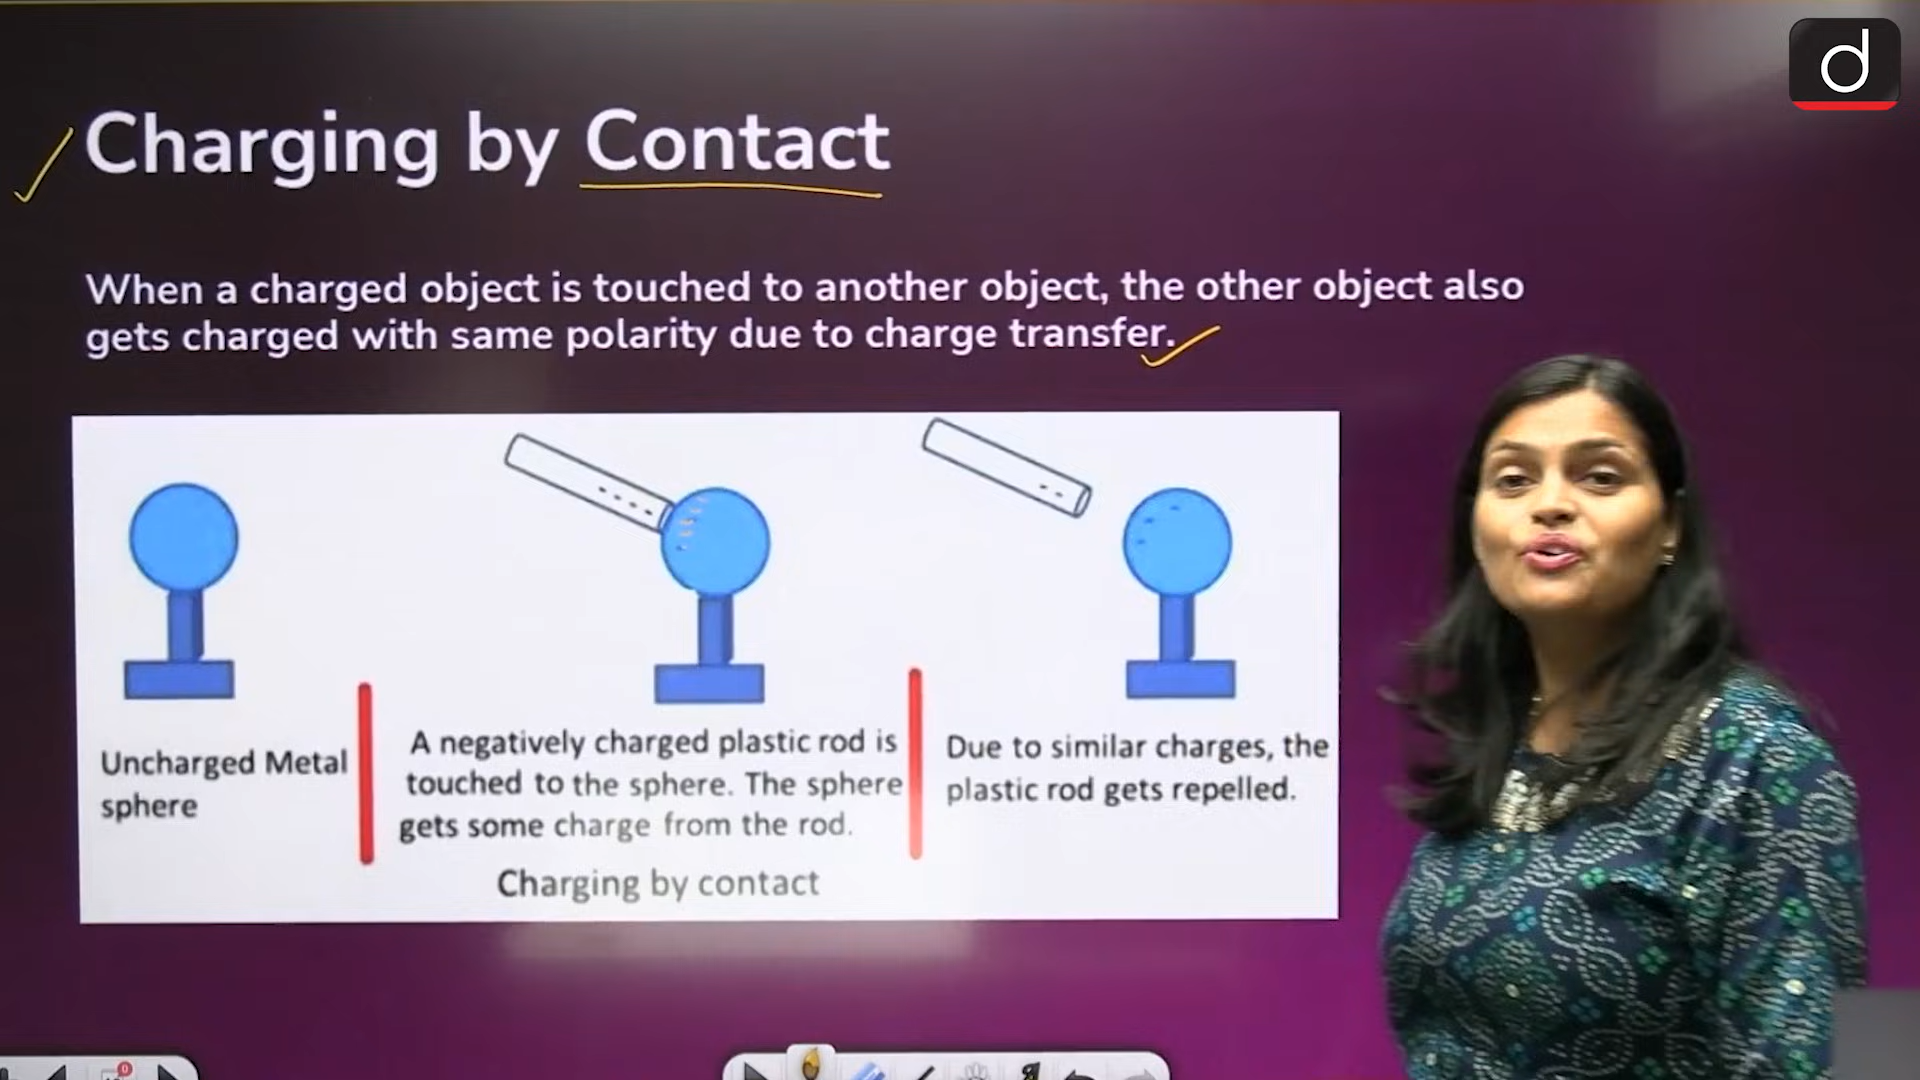 d
Charging by Contact
When a charged object is touched to another object, the other object also
gets charged with same polarity due to charge transfer.
Uncharged Metal
sphere
A negatively charged plastic rod is
touched to the sphere. The sphere
gets some charge from the rod.
Due to similar charges, the
plastic rod gets repelled.
Charging by contact
0